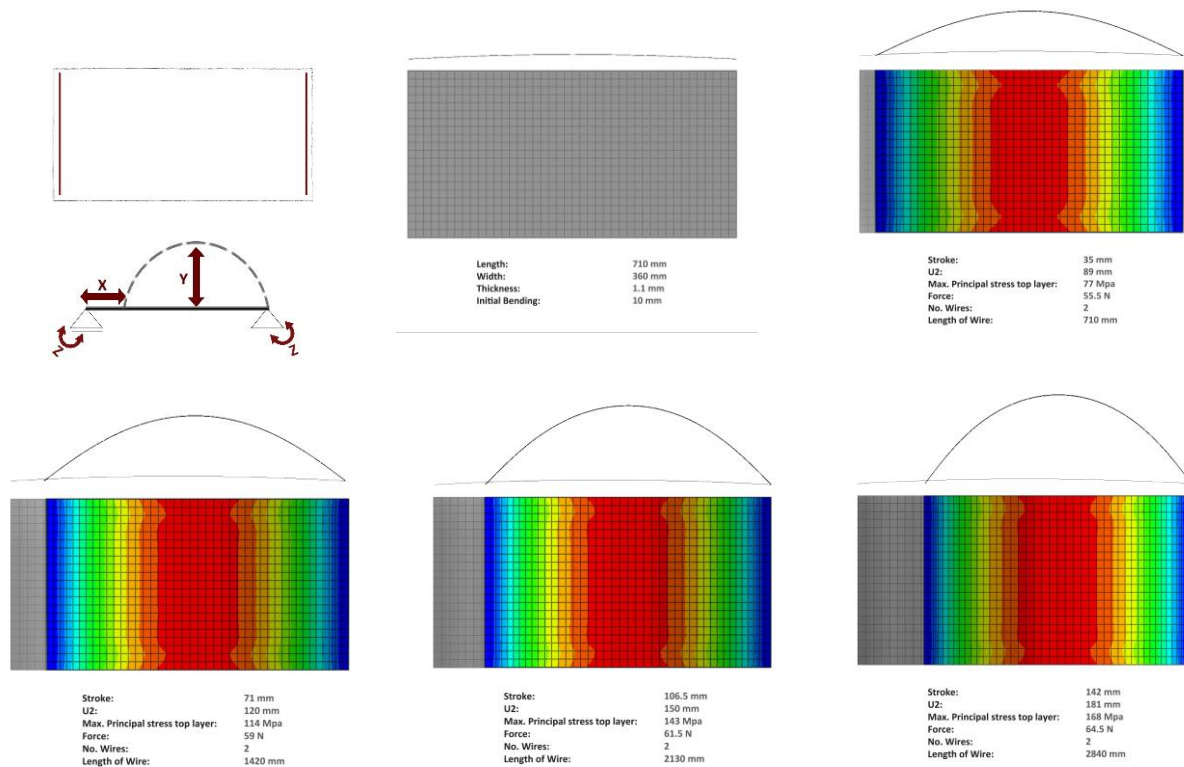 X
Y
Z
Z
Length: 710 mm
Width: 360 mm
Thickness: 1.1 mm
Initial Bending: 10 mm
Stroke: 35 mm
U2: 89 mm
Max. Principal stress top layer: 77 Mpa
Force: 55.5 N
No. Wires: 2
Length of Wire: 710 mm
Stroke: 71 mm
U2: 120 mm
Max. Principal stress top layer: 114 Mpa
Force: 59 N
No. Wires: 2
Length of Wire: 1420 mm
Stroke: 106.5 mm
U2: 150 mm
Max. Principal stress top layer: 143 Mpa
Force: 61.5 N
No. Wires: 2
Length of Wire: 2130 mm
Stroke: 142 mm
U2: 181 mm
Max. Principal stress top layer: 168 Mpa
Force: 64.5 N
No. Wires: 2
Length of Wire: 2840 mm